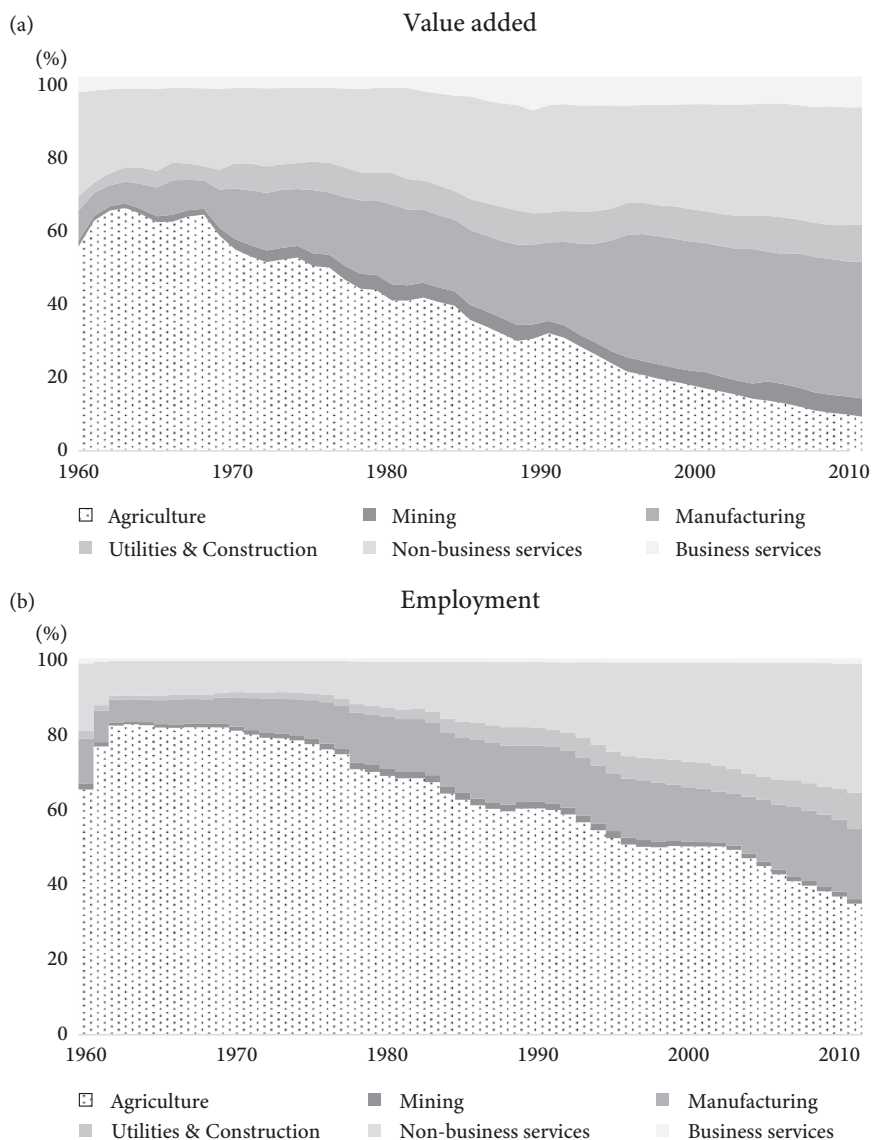 (a) Value added
(%)
100
80
60
40
20
0
1960 1970 1980 1990 2000 2010
Agriculture Mining Manufacturing
Utilities & Construction Non-business services Business services
(b) Employment
(%)
100
80
60
40
20
0
1960 1970 1980 1990 2000 2010
Agriculture Mining Manufacturing
Utilities & Construction Non-business services Business services